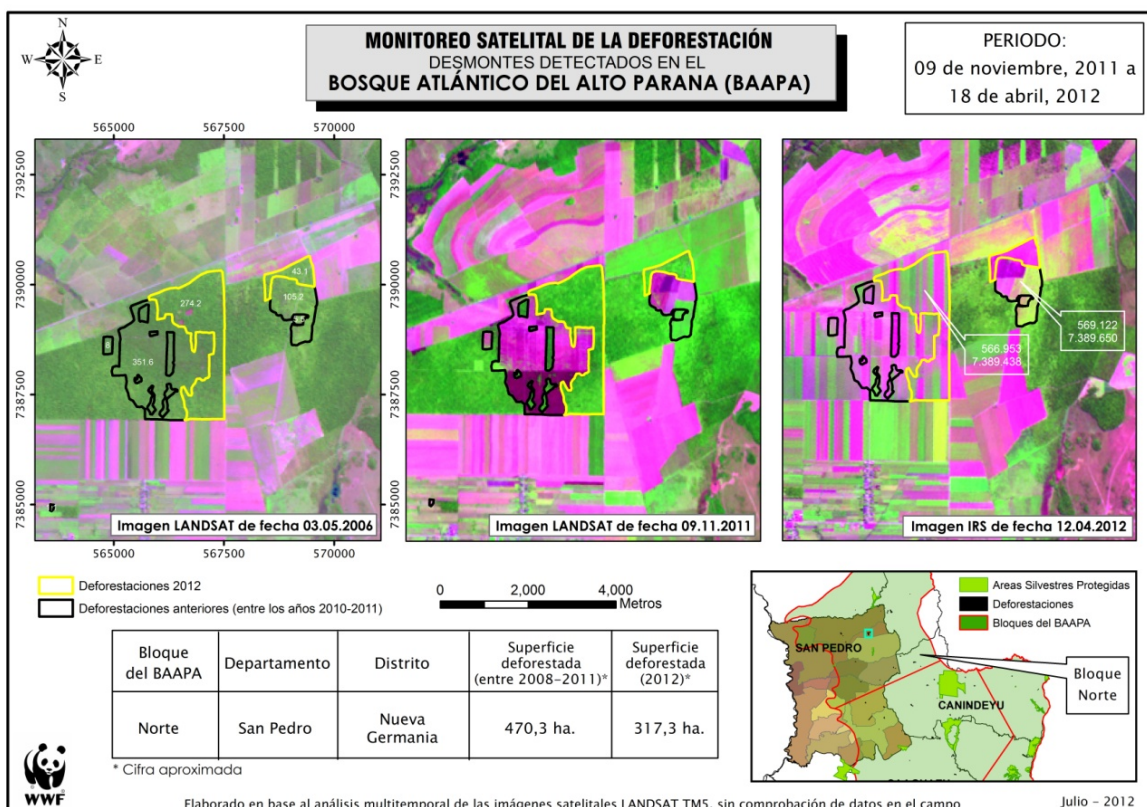 N
W E
S
MONITOREO SATELITAL DE LA DEFORESTACIÓN
DESMONTES DETECTADOS EN EL
BOSQUE ATLÁNTICO DEL ALTO PARANA (BAAPA)
PERIODO:
09 de noviembre, 2011 a
18 de abril, 2012
565000 567500 570000
7392500
7390000
7387500
7385000
43.1
274.2
105.2
351.6
Imagen LANDSAT de fecha 03.05.2006
Imagen LANDSAT de fecha 09.11.2011
569.122
7.389.650
566.953
7.389.438
Imagen IRS de fecha 12.04.2012
565000 567500 570000
Deforestaciones 2012
Deforestaciones anteriores (entre los años 2010-2011)
0 2,000 4,000
Metros
Bloque del BAAPA Departamento Distrito Superficie deforestada (entre 2008-2011)* Superficie deforestada (2012)*
Norte San Pedro Nueva Germania 470,3 ha. 317,3 ha.
* Cifra aproximada
Areas Silvestres Protegidas
Deforestaciones
Bloques del BAAPA
SAN PEDRO
CANINDEYU
Bloque
Norte
WWF
Elaborado en base al análisis multitemporal de las imágenes satelitales LANDSAT TM5, sin comprobación de datos en el campo
Julio - 2012